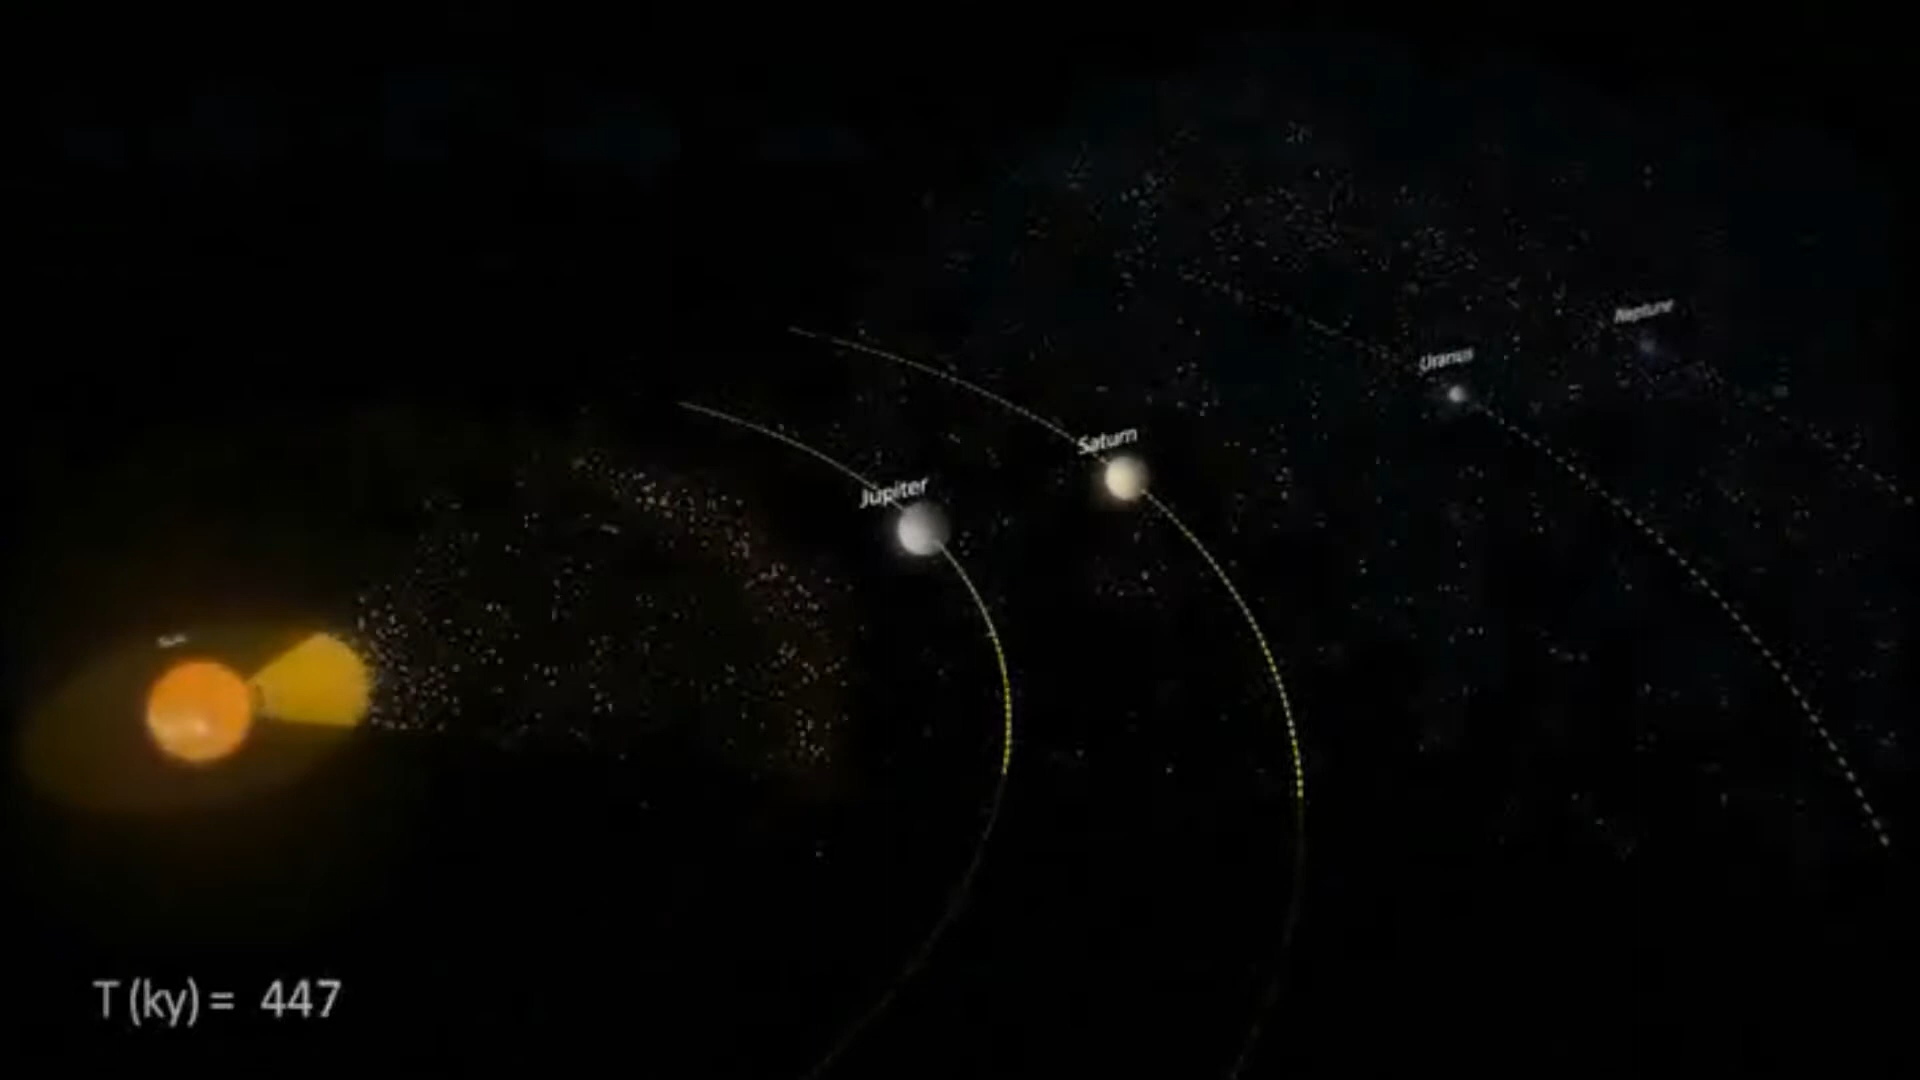 Neptune
Uranus
Saturn
Jupiter
Sun
T (ky) = 447